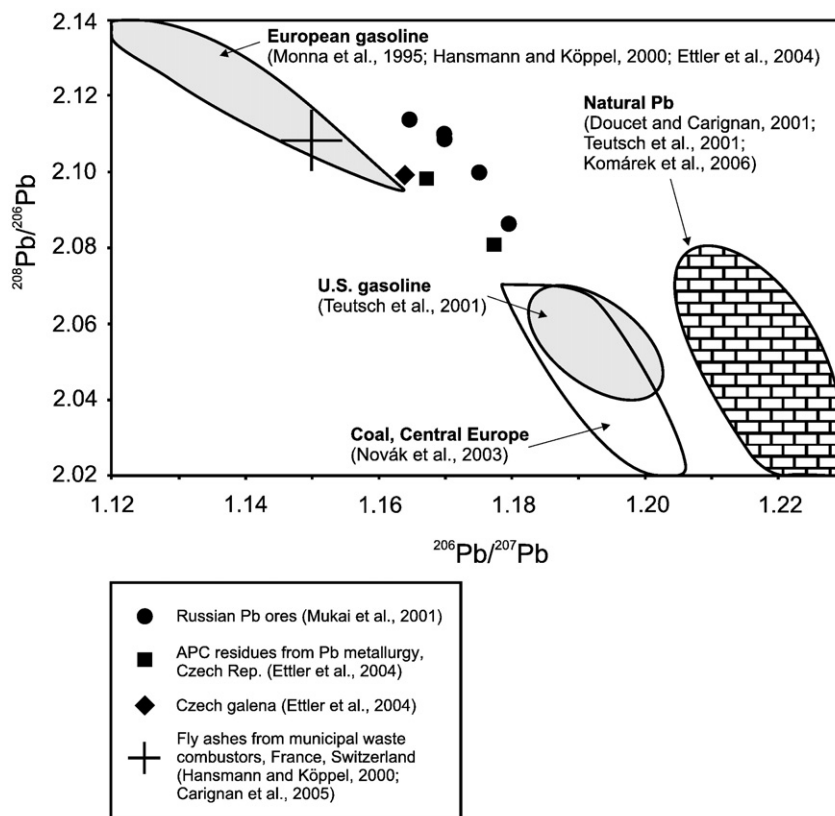 2.14
2.12
2.10
2.08
2.06
2.04
2.02
²⁰⁸Pb/²⁰⁶Pb
European gasoline
(Monna et al., 1995; Hansmann and Köppel, 2000; Ettler et al., 2004)
Natural Pb
(Doucet and Carignan, 2001;
Teutsch et al., 2001;
Komárek et al., 2006)
U.S. gasoline
(Teutsch et al., 2001)
Coal, Central Europe
(Novák et al., 2003)
1.12 1.14 1.16 1.18 1.20 1.22
²⁰⁶Pb/²⁰⁷Pb
Russian Pb ores (Mukai et al., 2001)
APC residues from Pb metallurgy,
Czech Rep. (Ettler et al., 2004)
Czech galena (Ettler et al., 2004)
Fly ashes from municipal waste
combustors, France, Switzerland
(Hansmann and Köppel, 2000;
Carignan et al., 2005)